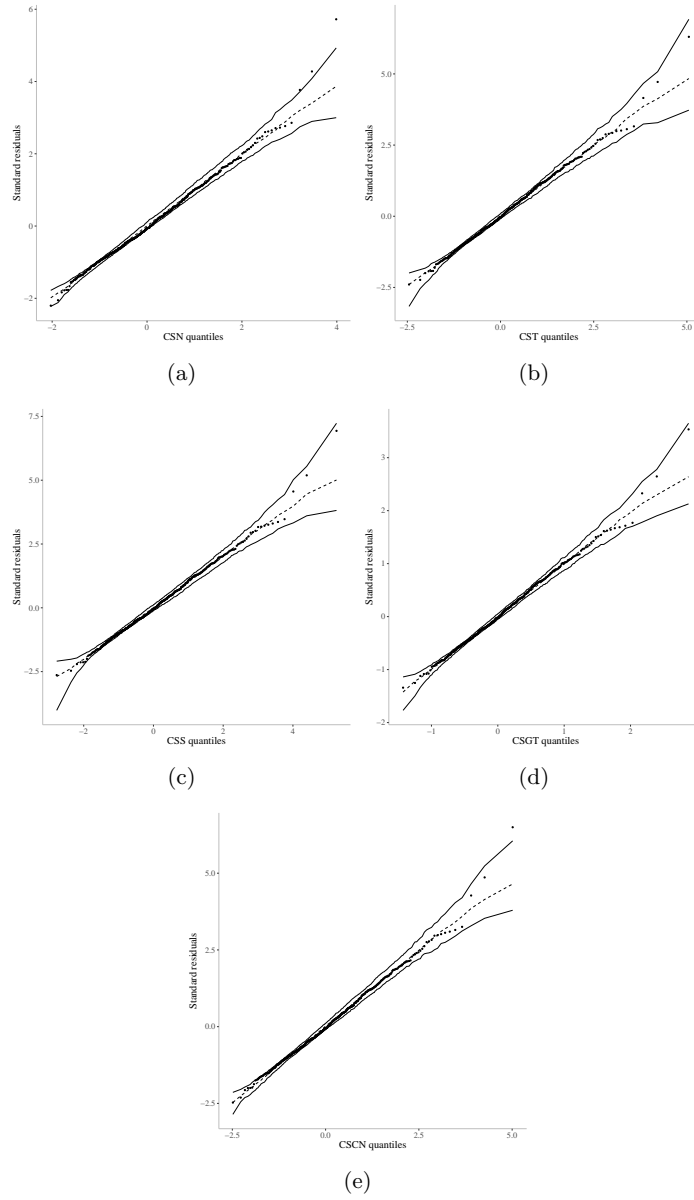 6
4
2
0
−2
Standard residuals
−2 0 2 4
CSN quantiles
(a)
5.0
2.5
0.0
−2.5
Standard residuals
−2.5 0.0 2.5 5.0
CST quantiles
(b)
7.5
5.0
2.5
0.0
−2.5
Standard residuals
−2 0 2 4
CSS quantiles
(c)
3
2
1
0
−1
−2
Standard residuals
−1 0 1 2
CSGT quantiles
(d)
5.0
2.5
0.0
−2.5
Standard residuals
−2.5 0.0 2.5 5.0
CSCN quantiles
(e)